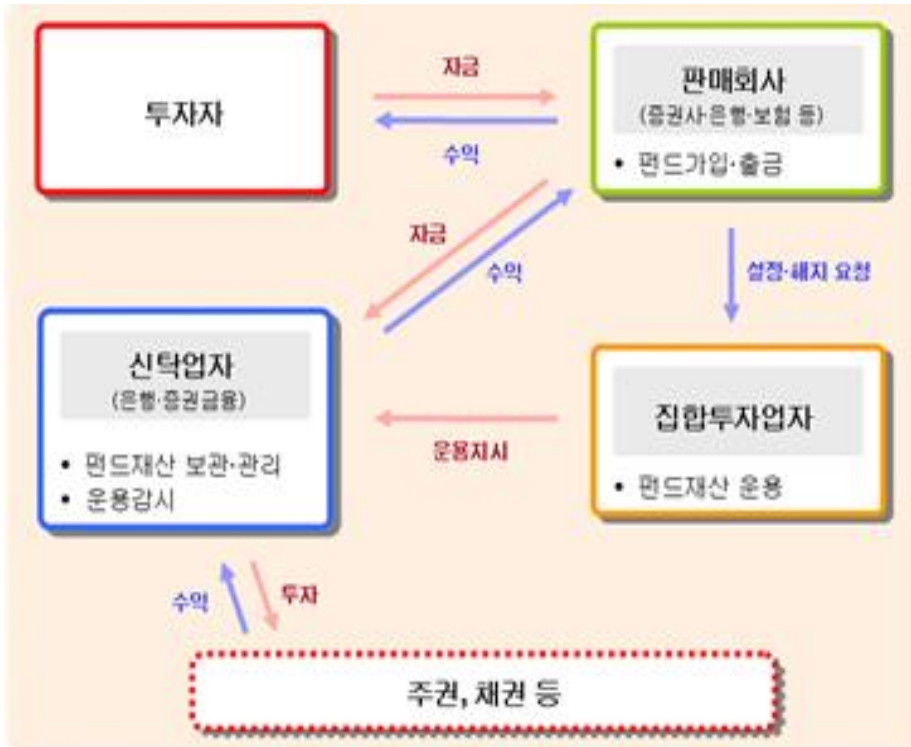 투자자
자금
수익
판매회사
(증권사·은행·보험 등)
• 펀드가입·출금
자금
수익
설정·해지 요청
신탁업자
(은행·증권금융)
• 펀드재산 보관·관리
• 운용감시
운용지시
집합투자업자
• 펀드재산 운용
수익
투자
주권, 채권 등